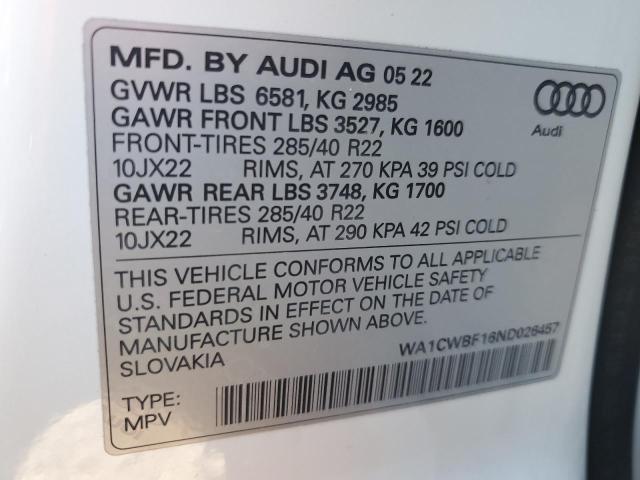 MFD. BY AUDI AG 05 22
GVWR LBS 6581, KG 2985
GAWR FRONT LBS 3527, KG 1600
FRONT-TIRES 285/40 R22
10JX22 RIMS, AT 270 KPA 39 PSI COLD
GAWR REAR LBS 3748, KG 1700
REAR-TIRES 285/40 R22
10JX22 RIMS, AT 290 KPA 42 PSI COLD
Audi
THIS VEHICLE CONFORMS TO ALL APPLICABLE
U.S. FEDERAL MOTOR VEHICLE SAFETY
STANDARDS IN EFFECT ON THE DATE OF
MANUFACTURE SHOWN ABOVE.
SLOVAKIA
WA1CWBF16ND026457
TYPE:
MPV